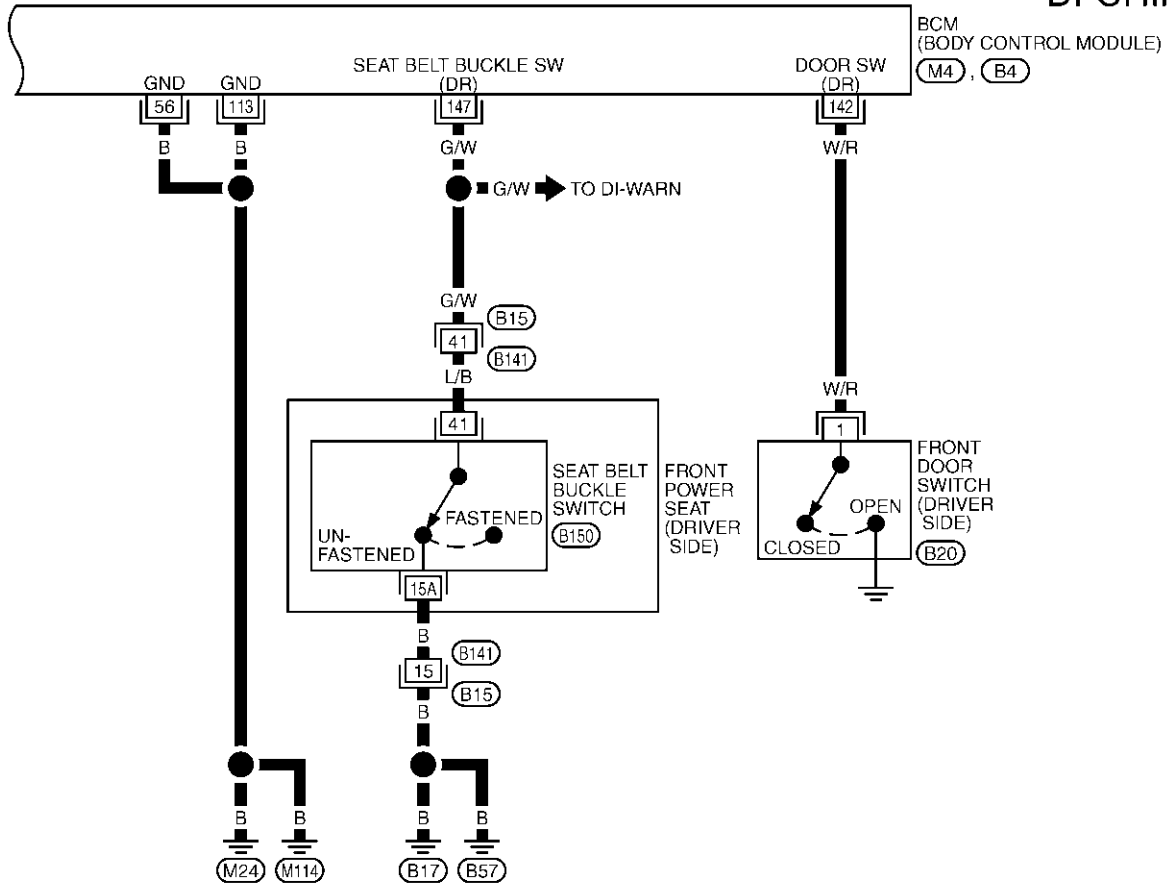 BCM
(BODY CONTROL MODULE)
M4 , B4
SEAT BELT BUCKLE SW
(DR)
DOOR SW
(DR)
GND GND
56 113 147 142
B B G/W W/R
G/W TO DI-WARN
G/W
B15
41
B141
L/B
W/R
41
1
SEAT BELT
BUCKLE
SWITCH
B150
FRONT
POWER
SEAT
(DRIVER
SIDE)
FRONT
DOOR
SWITCH
(DRIVER
SIDE)
B20
UN-
FASTENED
FASTENED
OPEN
CLOSED
15A
B
B141
15
B15
B
B B B B
M24 M114 B17 B57